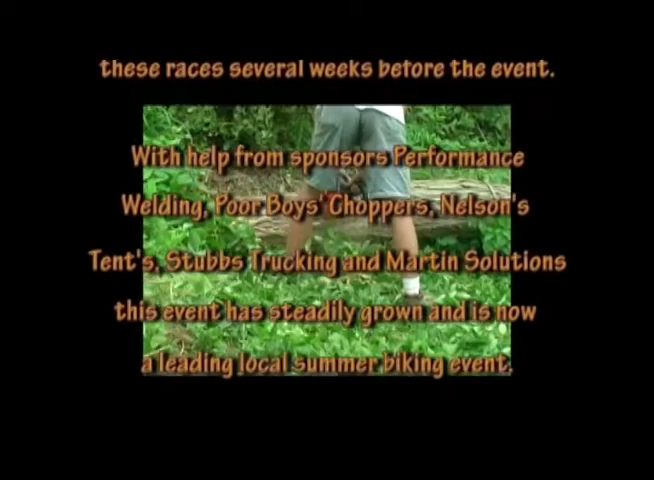 these races several weeks before the event.
With help from sponsors Performance
Welding, Poor Boys' Choppers, Nelson's
Tent's, Stubbs Trucking and Martin Solutions
this event has steadily grown and is now
a leading local summer biking event.